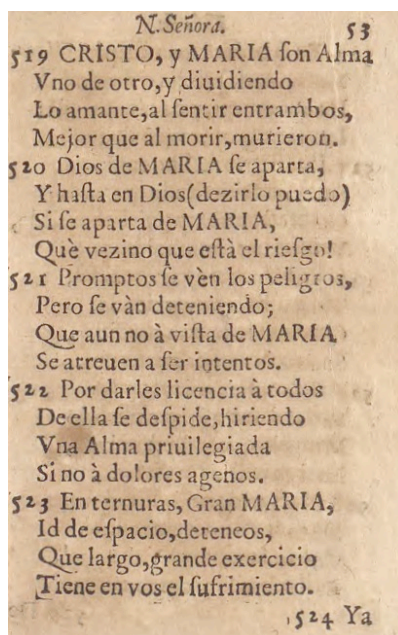 N. Señora. 53
519 CRISTO, y MARIA ſon Alma
Vno de otro, y diuidiendo
Lo amante, al ſentir entrambos,
Mejor que al morir, murieron.
520 Dios de MARIA ſe aparta,
Y haſta en Dios (dezirlo puedo)
Si ſe aparta de MARIA,
Què vezino que eſtà el rieſgo!
521 Promptos ſe vèn los peligros,
Pero ſe vàn deteniendo;
Que aun no à viſta de MARIA
Se atreuen a ſer intentos.
522 Por darles licencia à todos
De ella ſe deſpide, hiriendo
Vna Alma priuilegiada
Si no à dolores agenos.
523 En ternuras, Gran MARIA,
Id de eſpacio, deteneos,
Que largo, grande exercicio
Tiene en vos el ſufrimiento.
524 Ya